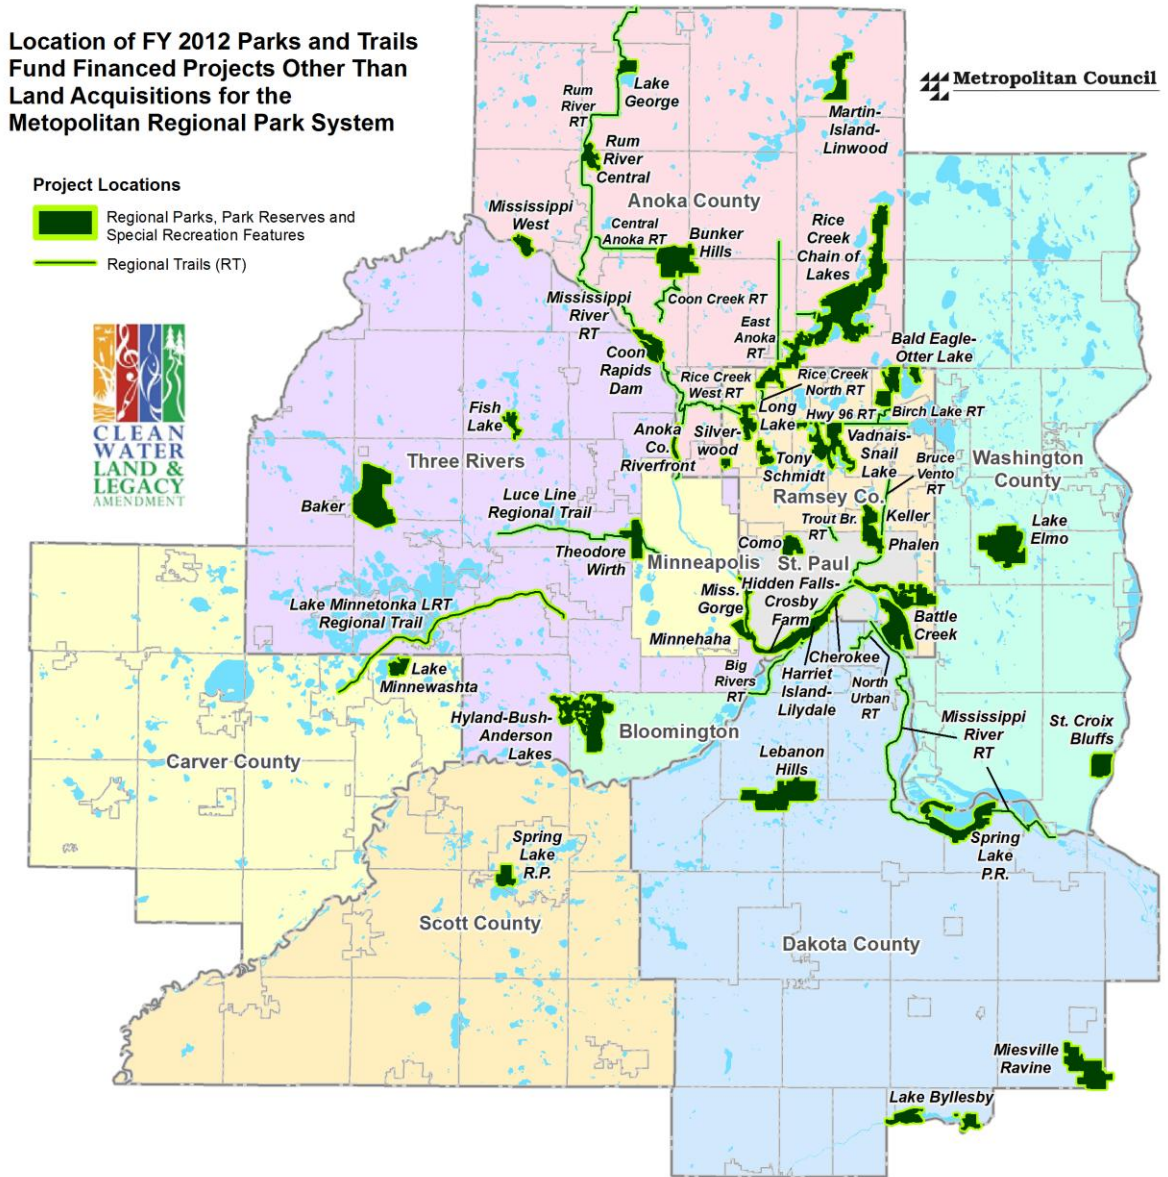 Location of FY 2012 Parks and Trails
Fund Financed Projects Other Than
Land Acquisitions for the
Metopolitan Regional Park System
Metropolitan Council
Project Locations
Regional Parks, Park Reserves and
Special Recreation Features
Regional Trails (RT)
CLEAN
WATER
LAND &
LEGACY
AMENDMENT
Lake
George
Rum
River
RT
Martin-
Island-
Linwood
Rum
River
Central
Anoka County
Mississippi
West
Central
Anoka RT
Bunker
Hills
Rice
Creek
Chain of
Lakes
Coon Creek RT
Mississippi
River
RT
East
Anoka
RT
Coon
Rapids
Dam
Bald Eagle-
Otter Lake
Rice Creek
West RT
Rice Creek
North RT
Fish
Lake
Long
Lake
Hwy 96 RT
Birch Lake RT
Anoka
Co.
Riverfront
Silver-
wood
Tony
Schmidt
Vadnais-
Snail
Lake
Bruce
Vento
RT
Washington
County
Three Rivers
Ramsey Co.
Baker
Luce Line
Regional Trail
Trout Br.
RT
Keller
Phalen
Lake
Elmo
Theodore
Wirth
Minneapolis
Como
St. Paul
Miss.
Gorge
Hidden Falls-
Crosby
Farm
Lake Minnetonka LRT
Regional Trail
Battle
Creek
Minnehaha
Lake
Minnewashta
Big
Rivers
RT
Cherokee
Harriet
Island-
Lilydale
North
Urban
RT
Hyland-Bush-
Anderson
Lakes
Bloomington
Mississippi
River
RT
St. Croix
Bluffs
Carver County
Lebanon
Hills
Spring
Lake
R.P.
Spring
Lake
P.R.
Scott County
Dakota County
Miesville
Ravine
Lake Byllesby